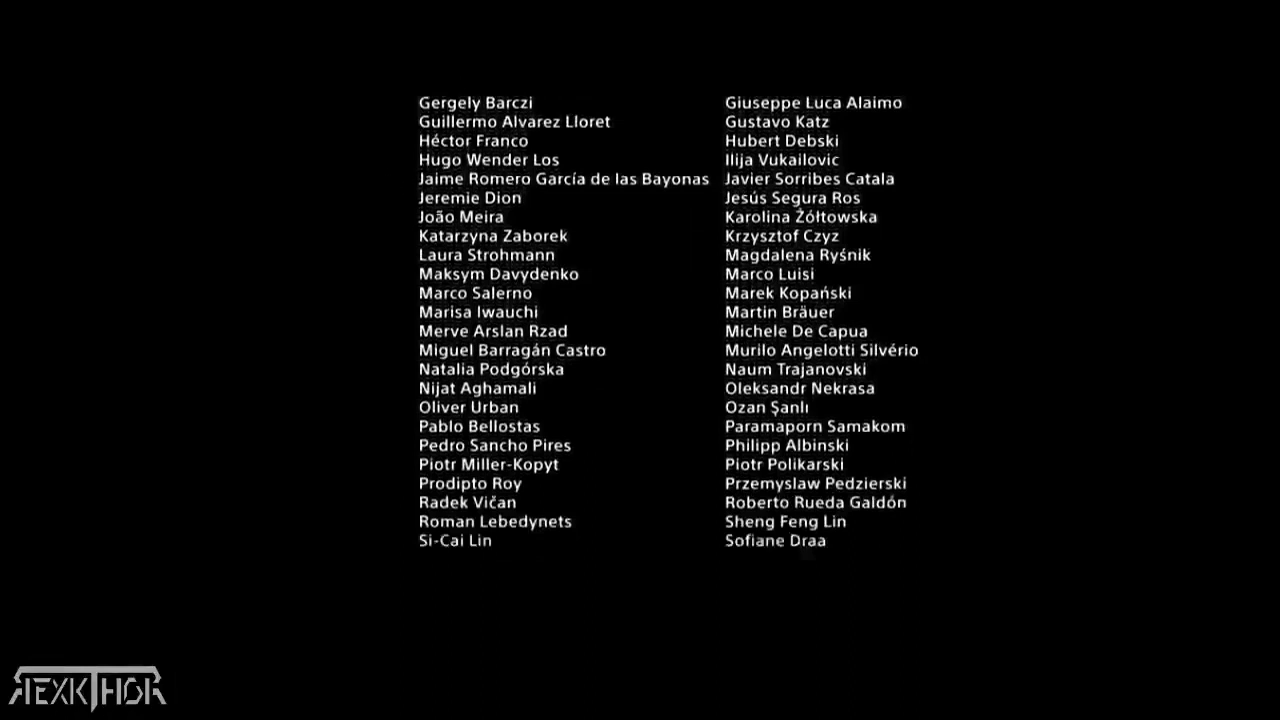 Gergely Barczi
Guillermo Alvarez Lloret
Héctor Franco
Hugo Wender Los
Jaime Romero García de las Bayonas
Jeremie Dion
João Meira
Katarzyna Zaborek
Laura Strohmann
Maksym Davydenko
Marco Salerno
Marisa Iwauchi
Merve Arslan Rzad
Miguel Barragán Castro
Natalia Podgórska
Nijat Aghamali
Oliver Urban
Pablo Bellostas
Pedro Sancho Pires
Piotr Miller-Kopyt
Prodipto Roy
Radek Vičan
Roman Lebedynets
Si-Cai Lin
Giuseppe Luca Alaimo
Gustavo Katz
Hubert Debski
Ilija Vukailovic
Javier Sorribes Catala
Jesús Segura Ros
Karolina Żółtowska
Krzysztof Czyz
Magdalena Ryśnik
Marco Luisi
Marek Kopański
Martin Bräuer
Michele De Capua
Murilo Angelotti Silvério
Naum Trajanovski
Oleksandr Nekrasa
Ozan Şanlı
Paramaporn Samakom
Philipp Albinski
Piotr Polikarski
Przemyslaw Pedzierski
Roberto Rueda Galdón
Sheng Feng Lin
Sofiane Draa